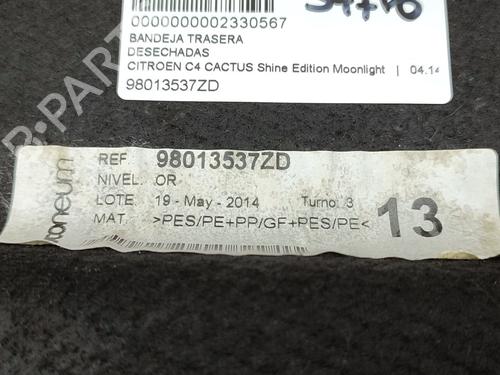 0000000002330567
BANDEJA TRASERA
DESECHADAS
CITROEN C4 CACTUS Shine Edition Moonlight | 04.14
98013537ZD
REF. 98013537ZD
NIVEL: OR
LOTE. 19 - May - 2014 Turno: 3
MAT. >PES/PE+PP/GF+PES/PE<
13